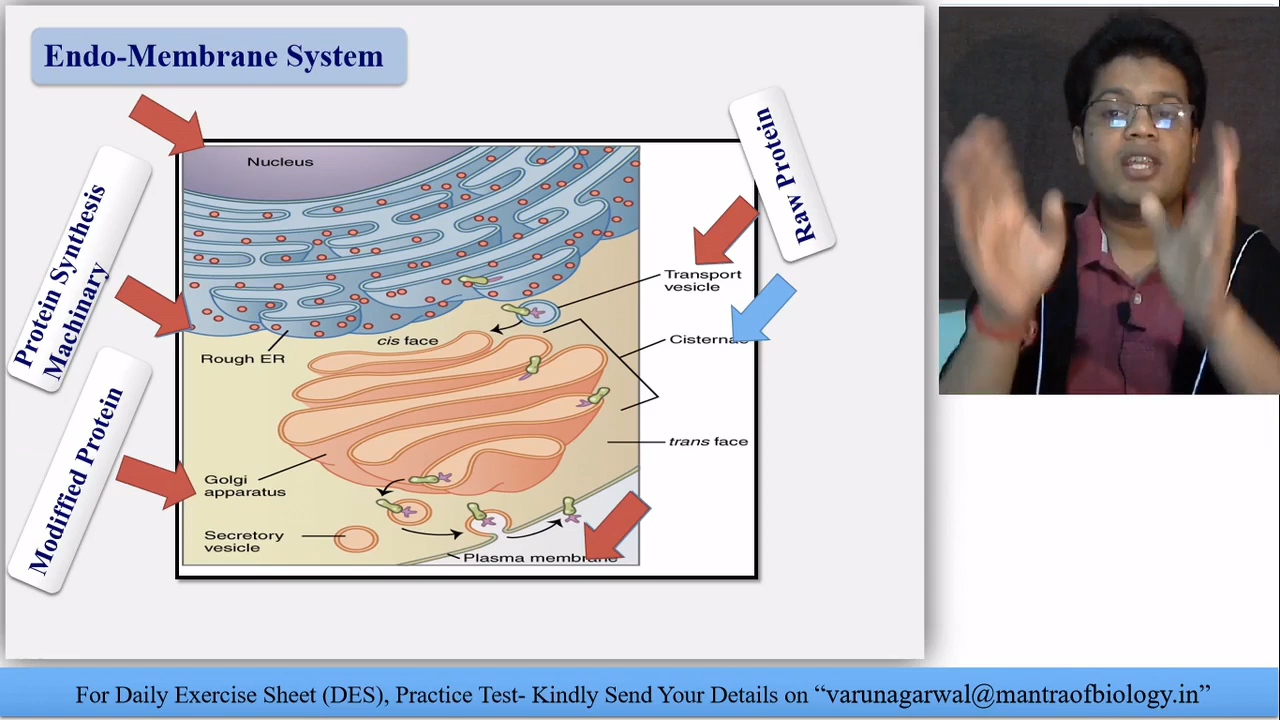 Endo-Membrane System
Nucleus
Protein Synthesis
Machinary
Raw Protein
Transport
vesicle
cis face
Cisternae
Rough ER
trans face
Modiffied Protein
Golgi
apparatus
Secretory
vesicle
Plasma membrane
For Daily Exercise Sheet (DES), Practice Test- Kindly Send Your Details on “varunagarwal@mantraofbiology.in”